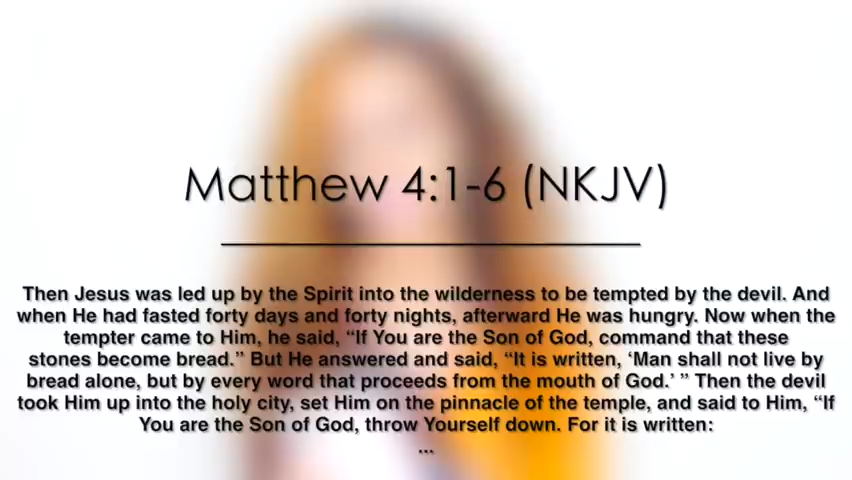 Matthew 4:1-6 (NKJV)
Then Jesus was led up by the Spirit into the wilderness to be tempted by the devil. And
when He had fasted forty days and forty nights, afterward He was hungry. Now when the
tempter came to Him, he said, “If You are the Son of God, command that these
stones become bread.” But He answered and said, “It is written, ‘Man shall not live by
bread alone, but by every word that proceeds from the mouth of God.’ ” Then the devil
took Him up into the holy city, set Him on the pinnacle of the temple, and said to Him, “If
You are the Son of God, throw Yourself down. For it is written:
...